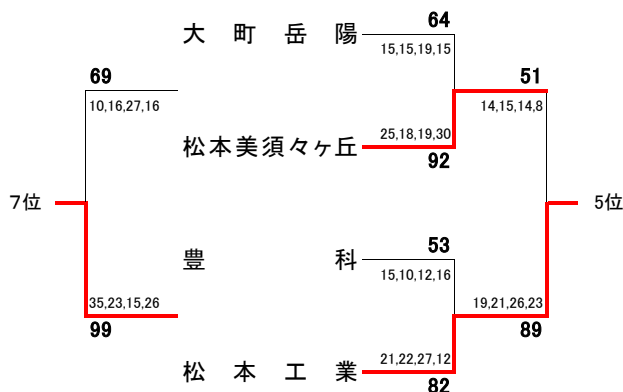 大町岳陽
64
15,15,19,15
69
10,16,27,16
51
14,15,14,8
松本美須々ヶ丘
25,18,19,30
92
7位
5位
豊科
53
15,10,12,16
35,23,15,26
99
19,21,26,23
89
松本工業
21,22,27,12
82